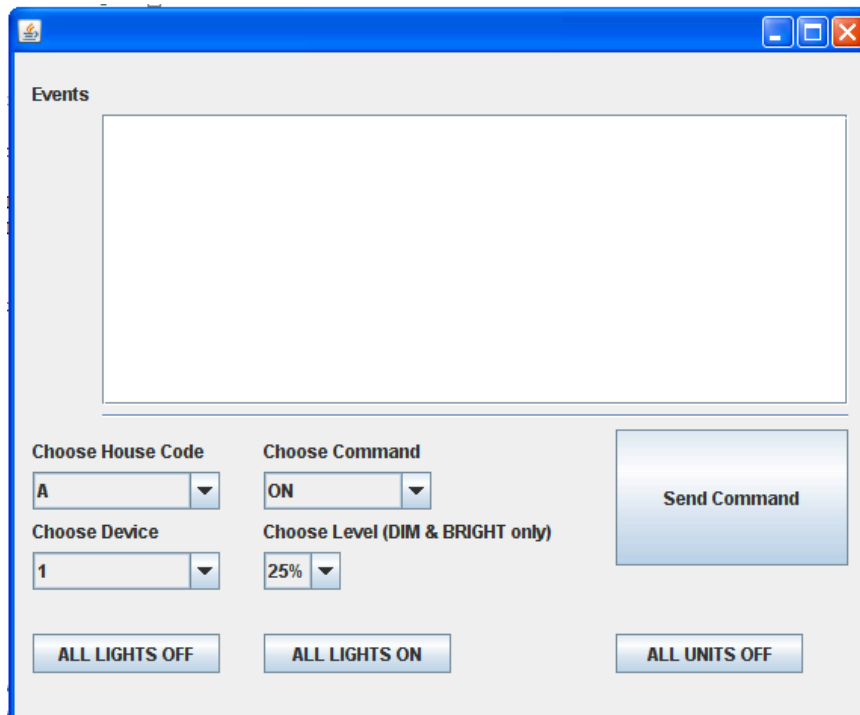 Events
Choose House Code
Choose Command
A
ON
Send Command
Choose Device
Choose Level (DIM & BRIGHT only)
1
25%
ALL LIGHTS OFF
ALL LIGHTS ON
ALL UNITS OFF